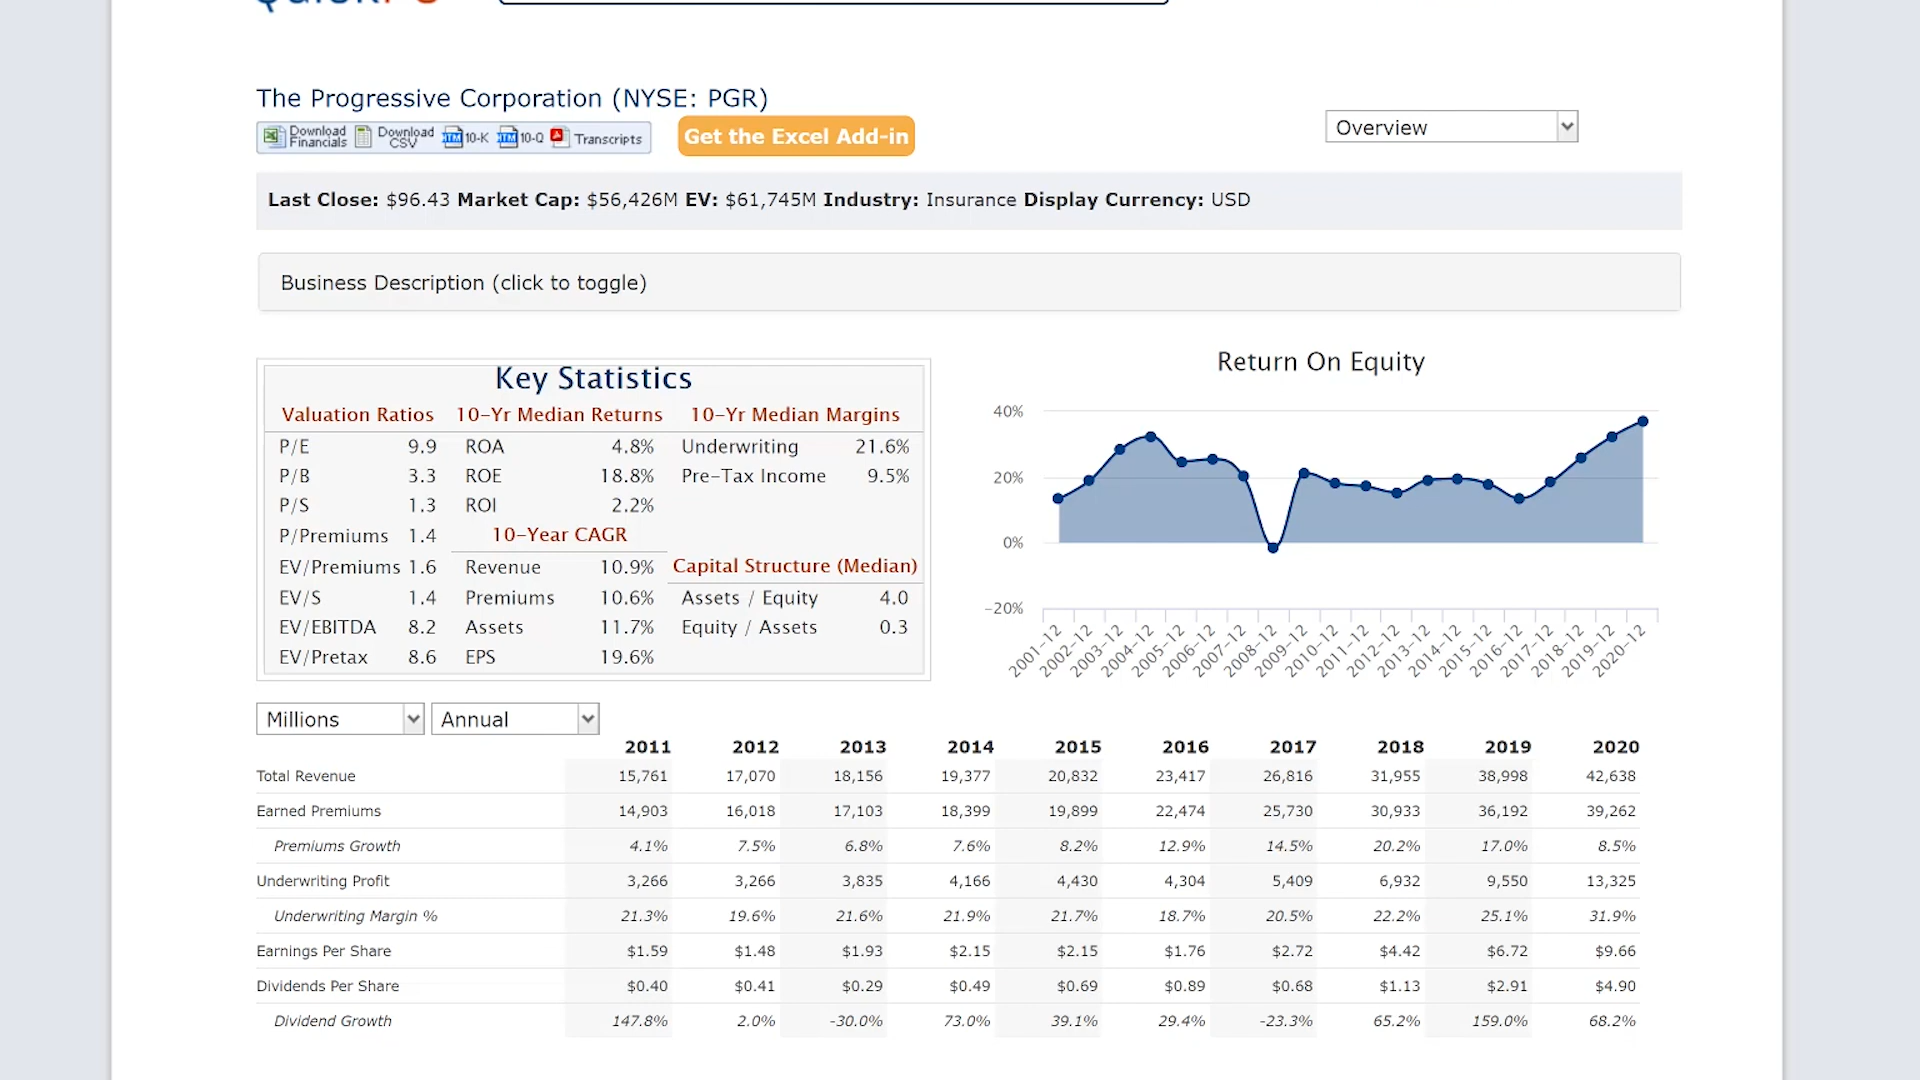 The Progressive Corporation (NYSE: PGR)
Download Financials Download CSV 10-K 10-Q Transcripts
Get the Excel Add-in
Overview
Last Close: $96.43 Market Cap: $56,426M EV: $61,745M Industry: Insurance Display Currency: USD
Business Description (click to toggle)
Key Statistics
Valuation Ratios 10-Yr Median Returns 10-Yr Median Margins
P/E 9.9 ROA 4.8% Underwriting 21.6%
P/B 3.3 ROE 18.8% Pre-Tax Income 9.5%
P/S 1.3 ROI 2.2%
P/Premiums 1.4 10-Year CAGR
EV/Premiums 1.6 Revenue 10.9% Capital Structure (Median)
EV/S 1.4 Premiums 10.6% Assets / Equity 4.0
EV/EBITDA 8.2 Assets 11.7% Equity / Assets 0.3
EV/Pretax 8.6 EPS 19.6%
Return On Equity
40%
20%
0%
-20%
2001-12 2002-12 2003-12 2004-12 2005-12 2006-12 2007-12 2008-12 2009-12 2010-12 2011-12 2012-12 2013-12 2014-12 2015-12 2016-12 2017-12 2018-12 2019-12 2020-12
Millions Annual
2011 2012 2013 2014 2015 2016 2017 2018 2019 2020
Total Revenue 15,761 17,070 18,156 19,377 20,832 23,417 26,816 31,955 38,998 42,638
Earned Premiums 14,903 16,018 17,103 18,399 19,899 22,474 25,730 30,933 36,192 39,262
Premiums Growth 4.1% 7.5% 6.8% 7.6% 8.2% 12.9% 14.5% 20.2% 17.0% 8.5%
Underwriting Profit 3,266 3,266 3,835 4,166 4,430 4,304 5,409 6,932 9,550 13,325
Underwriting Margin % 21.3% 19.6% 21.6% 21.9% 21.7% 18.7% 20.5% 22.2% 25.1% 31.9%
Earnings Per Share $1.59 $1.48 $1.93 $2.15 $2.15 $1.76 $2.72 $4.42 $6.72 $9.66
Dividends Per Share $0.40 $0.41 $0.29 $0.49 $0.69 $0.89 $0.68 $1.13 $2.91 $4.90
Dividend Growth 147.8% 2.0% -30.0% 73.0% 39.1% 29.4% -23.3% 65.2% 159.0% 68.2%